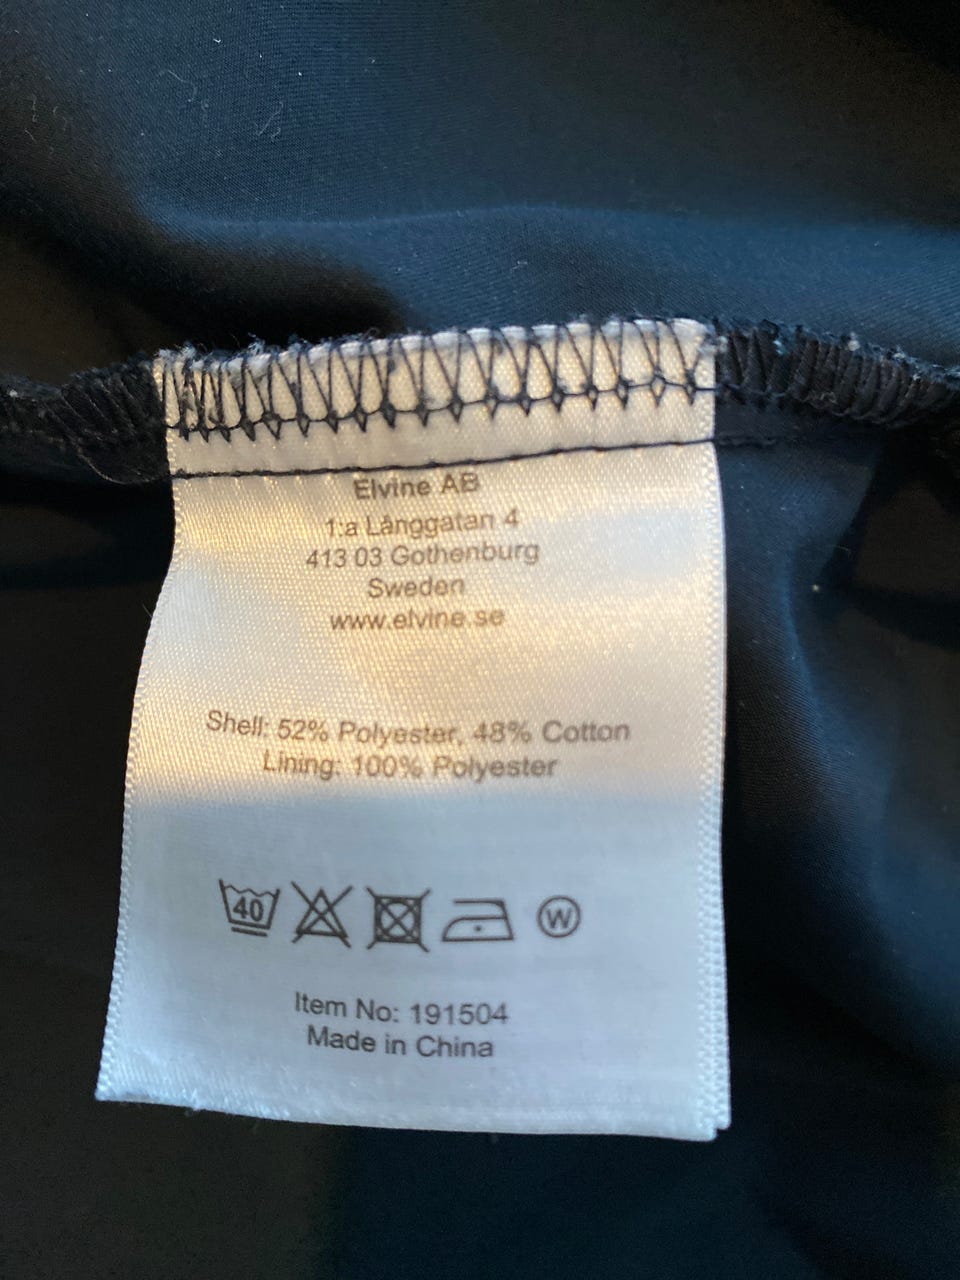 Elvine AB
1:a Långgatan 4
413 03 Gothenburg
Sweden
www.elvine.se
Shell: 52% Polyester, 48% Cotton
Lining: 100% Polyester
40 W
Item No: 191504
Made in China